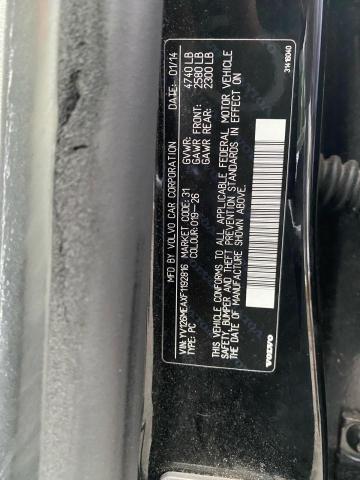 MFD BY VOLVO CAR CORPORATION DATE: 01/14
GVWR: 4740 LB
GAWR FRONT: 2580 LB
GAWR REAR: 2300 LB
VIN: YV126MEAXF1192816 MARKET CODE: 31
TYPE: PC COLOUR: 019-26
THIS VEHICLE CONFORMS TO ALL APPLICABLE FEDERAL MOTOR VEHICLE
SAFETY, BUMPER AND THEFT PREVENTION STANDARDS IN EFFECT ON
THE DATE OF MANUFACTURE SHOWN ABOVE.
VOLVO
31418040